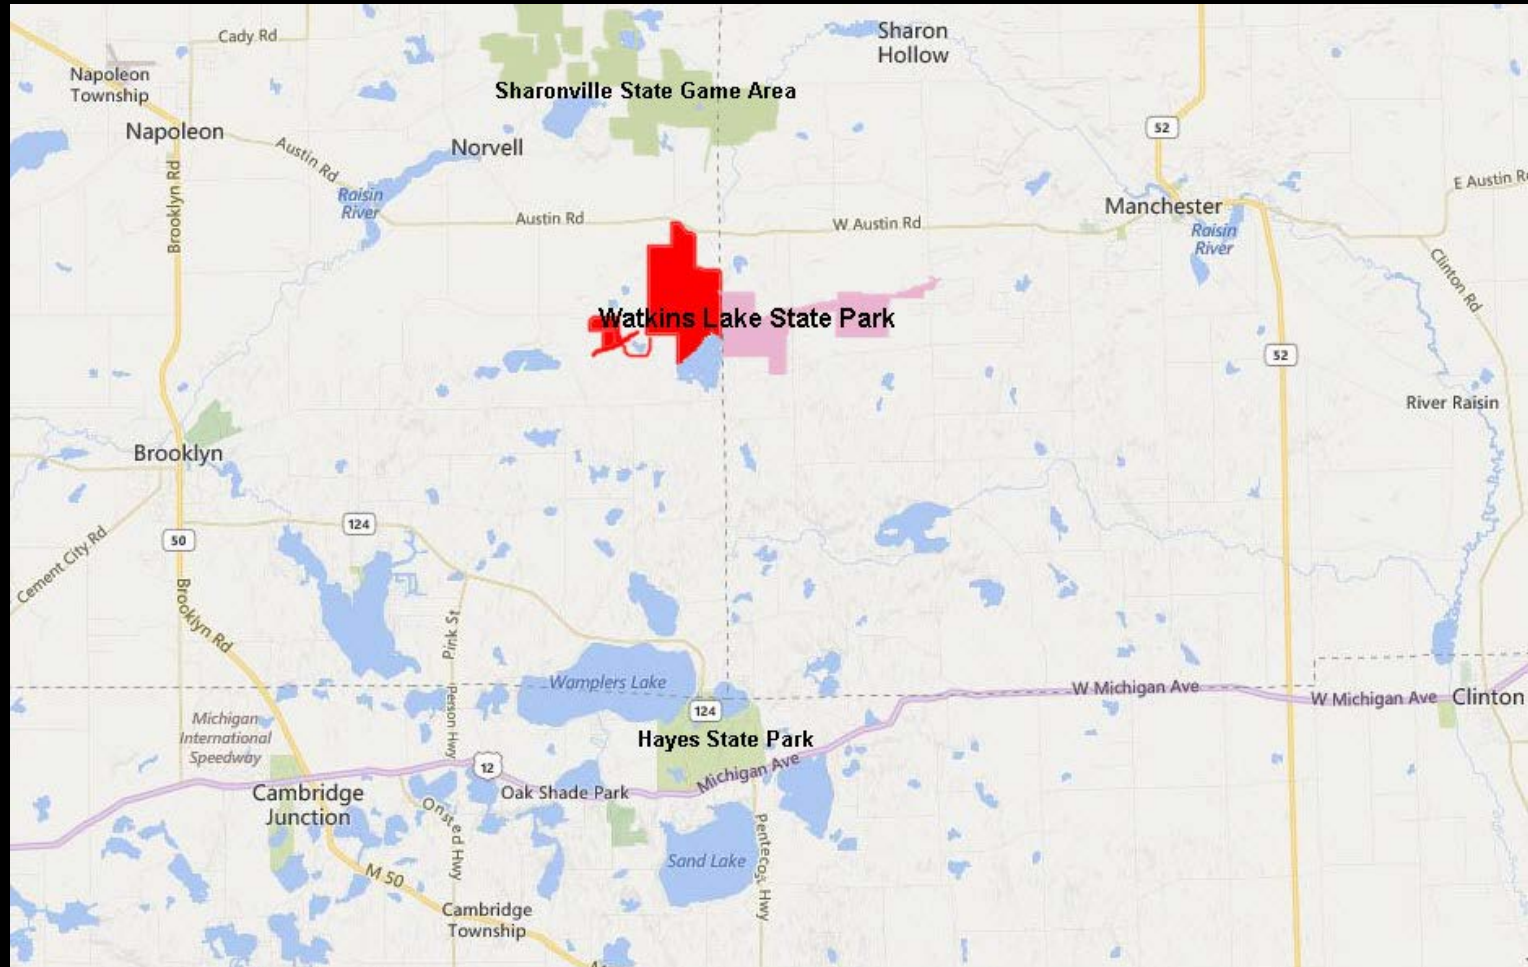 Cady Rd
Sharon
Hollow
Napoleon
Township
Sharonville State Game Area
Napoleon
52
Norvell
Austin Rd
Brooklyn Rd
E Austin Rd
Raisin
River
Manchester
Austin Rd
W Austin Rd
Raisin
River
Clinton Rd
Watkins Lake State Park
52
River Raisin
Brooklyn
124
50
Cement City Rd
Brooklyn Rd
Pink St
Wamplers Lake
W Michigan Ave
W Michigan Ave
Clinton
Person Hwy
124
Michigan
International
Speedway
Hayes State Park
12
Michigan Ave
Oak Shade Park
Cambridge
Junction
Onsted Hwy
Pentecost Hwy
Sand Lake
M 50
Cambridge
Township